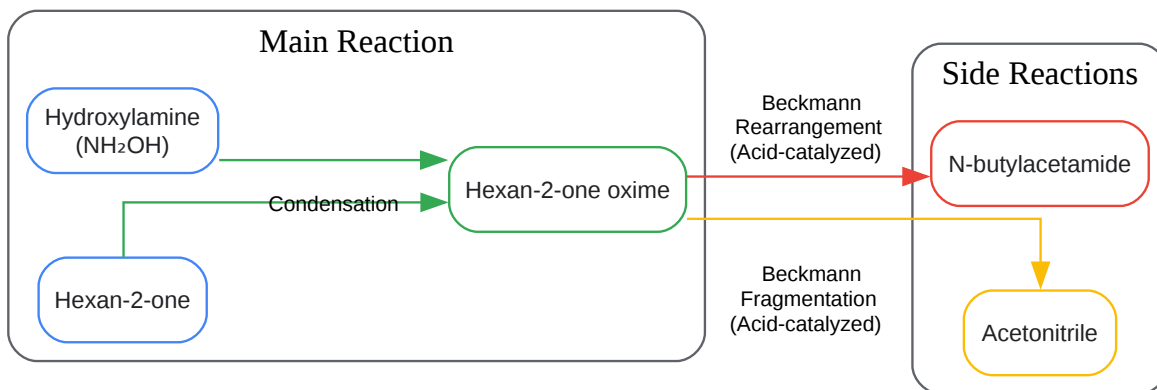 Main Reaction
Hydroxylamine
(NH₂OH)
Condensation
Hexan-2-one
Hexan-2-one oxime
Beckmann
Rearrangement
(Acid-catalyzed)
Beckmann
Fragmentation
(Acid-catalyzed)
Side Reactions
N-butylacetamide
Acetonitrile